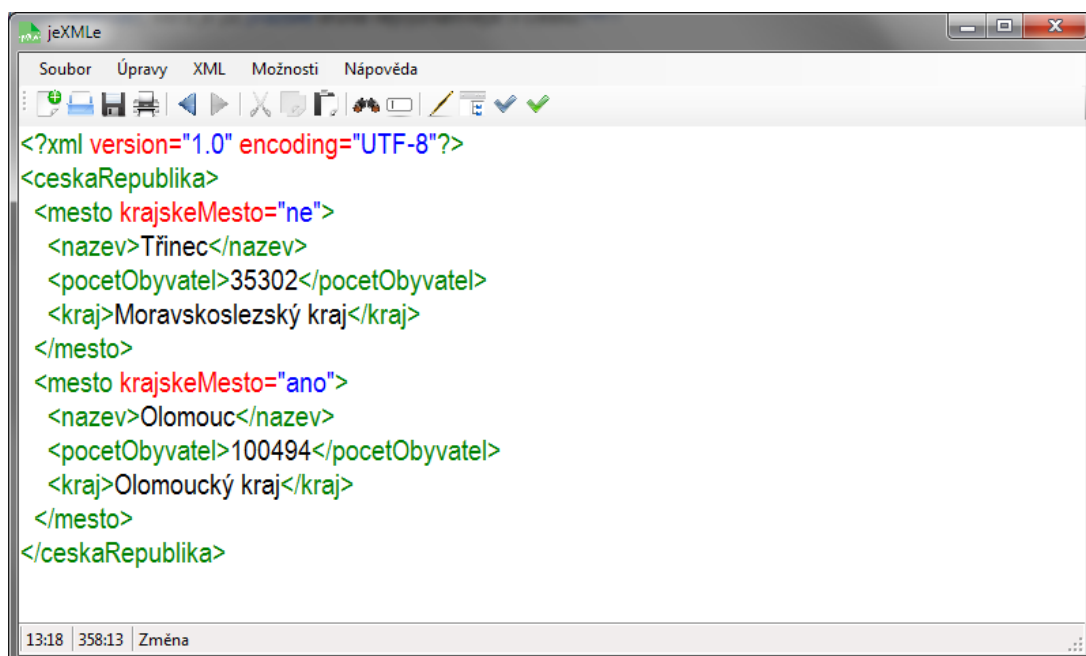 jeXMLe
Soubor Úpravy XML Možnosti Nápověda
<?xml version="1.0" encoding="UTF-8"?>
<ceskaRepublika>
<mesto krajskeMesto="ne">
<nazev>Třinec</nazev>
<pocetObyvatel>35302</pocetObyvatel>
<kraj>Moravskoslezský kraj</kraj>
</mesto>
<mesto krajskeMesto="ano">
<nazev>Olomouc</nazev>
<pocetObyvatel>100494</pocetObyvatel>
<kraj>Olomoucký kraj</kraj>
</mesto>
</ceskaRepublika>
13:18 358:13 Změna